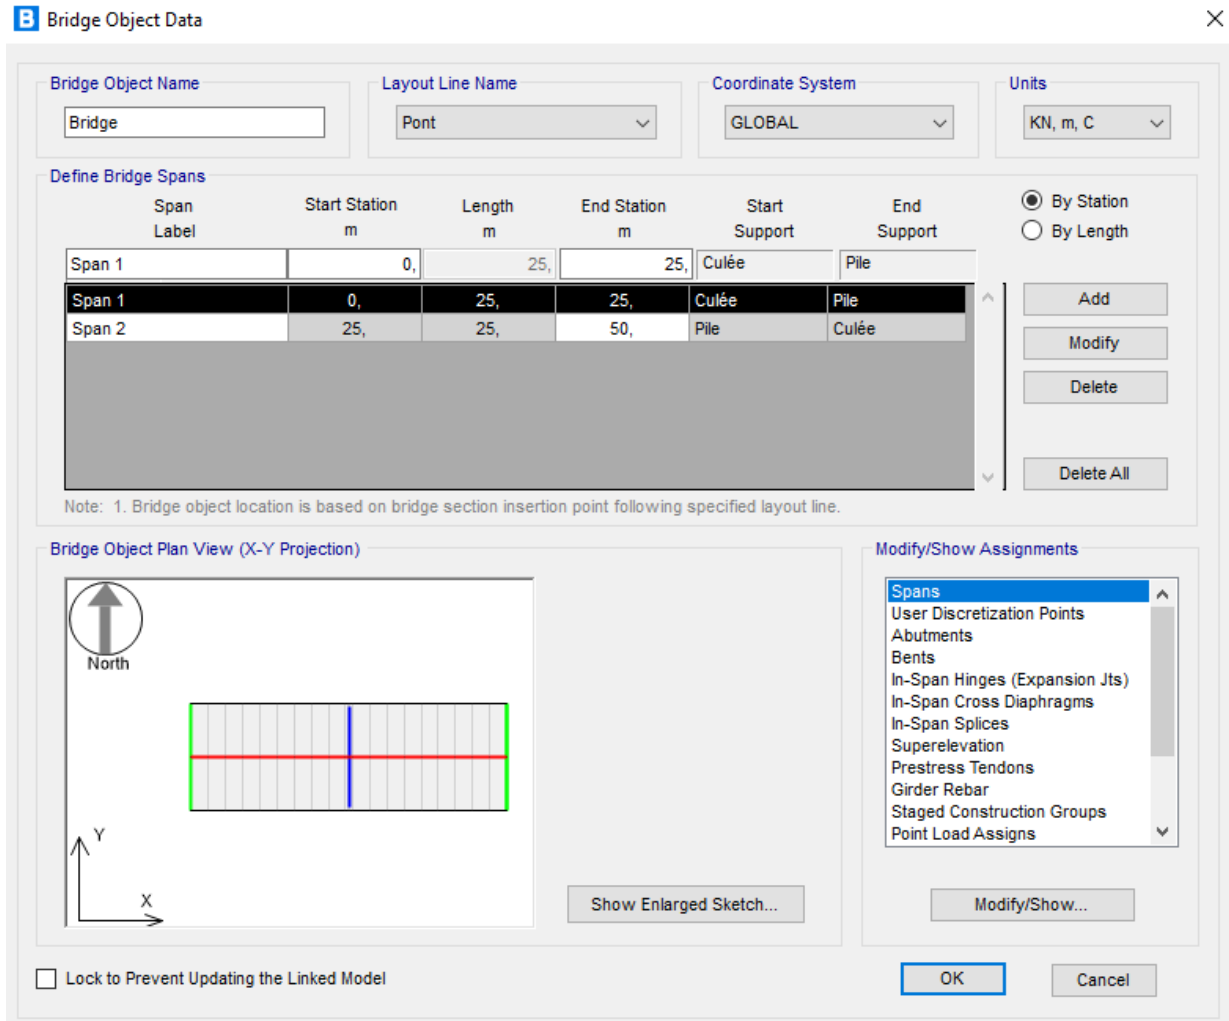 B Bridge Object Data
Bridge Object Name
Layout Line Name
Coordinate System
Units
Bridge
Pont
GLOBAL
KN, m, C
Define Bridge Spans
Span Label
Start Station m
Length m
End Station m
Start Support
End Support
By Station
By Length
Span 1 0, 25, 25, Culée Pile
Span 1 0, 25, 25, Culée Pile
Span 2 25, 25, 50, Pile Culée
Add
Modify
Delete
Delete All
Note: 1. Bridge object location is based on bridge section insertion point following specified layout line.
Bridge Object Plan View (X-Y Projection)
North
Y
X
Show Enlarged Sketch...
Modify/Show Assignments
Spans
User Discretization Points
Abutments
Bents
In-Span Hinges (Expansion Jts)
In-Span Cross Diaphragms
In-Span Splices
Superelevation
Prestress Tendons
Girder Rebar
Staged Construction Groups
Point Load Assigns
Modify/Show...
Lock to Prevent Updating the Linked Model
OK
Cancel